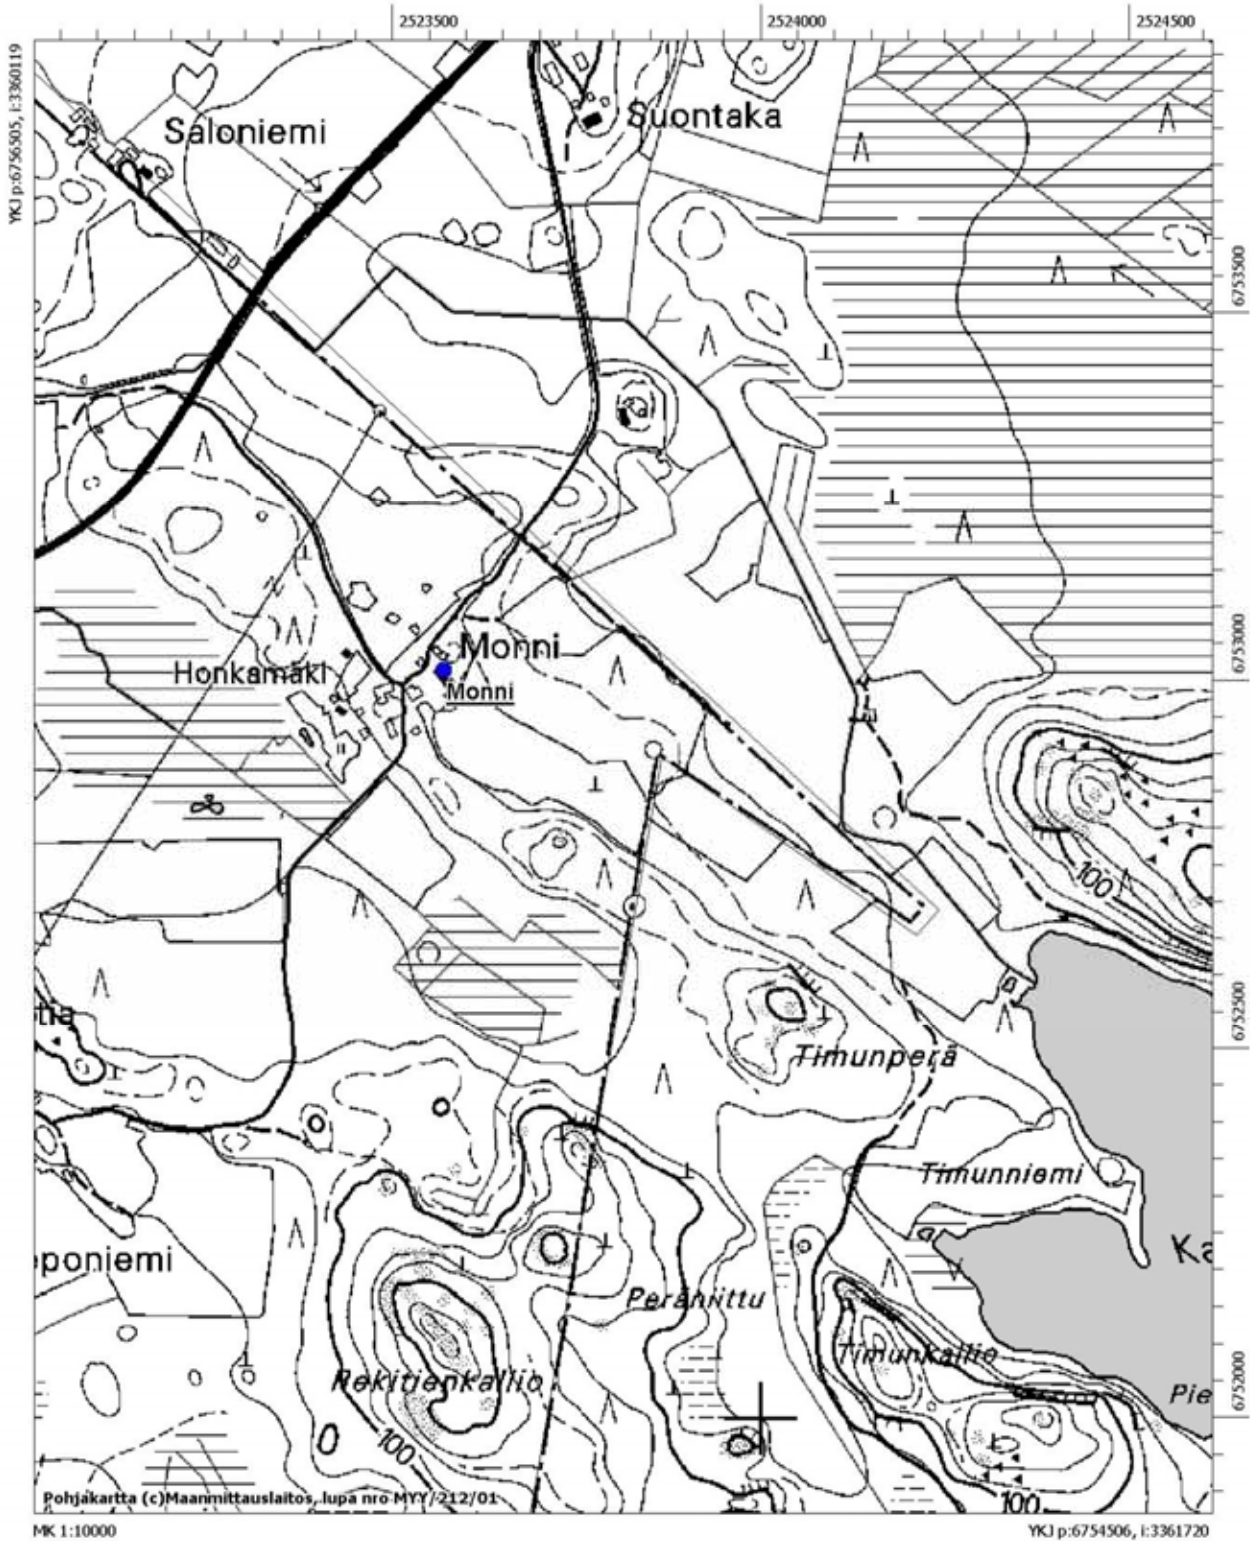 2523500
2524000
2524500
YKJ p:6756505, i:3360119
Saloniemi
Suontaka
6753500
Monni
6753000
Honkamäki
Monni
100
tia
6752500
Timunperä
Timunniemi
eponiemi
Ka
Peräniittu
Timunkallio
6752000
Rekitienkallio
Pie
100
Pohjakartta (c)Maanmittauslaitos, lupa nro MYY/212/01
100
MK 1:10000
YKJ p:6754506, i:3361720